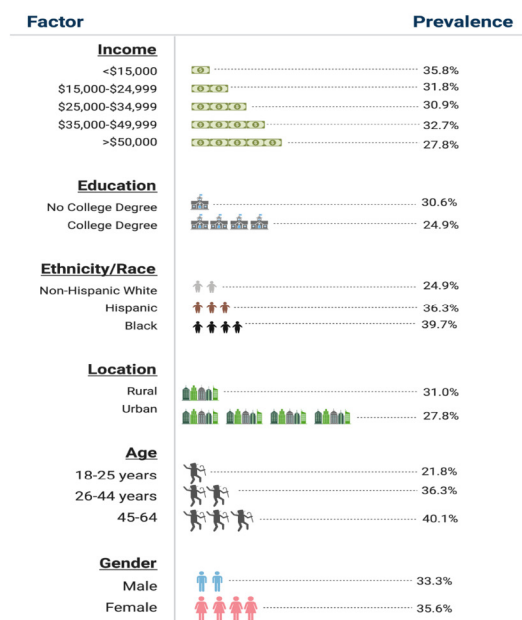 Factor Prevalence
Income
<$15,000 35.8%
$15,000-$24,999 31.8%
$25,000-$34,999 30.9%
$35,000-$49,999 32.7%
>$50,000 27.8%
Education
No College Degree 30.6%
College Degree 24.9%
Ethnicity/Race
Non-Hispanic White 24.9%
Hispanic 36.3%
Black 39.7%
Location
Rural 31.0%
Urban 27.8%
Age
18-25 years 21.8%
26-44 years 36.3%
45-64 40.1%
Gender
Male 33.3%
Female 35.6%